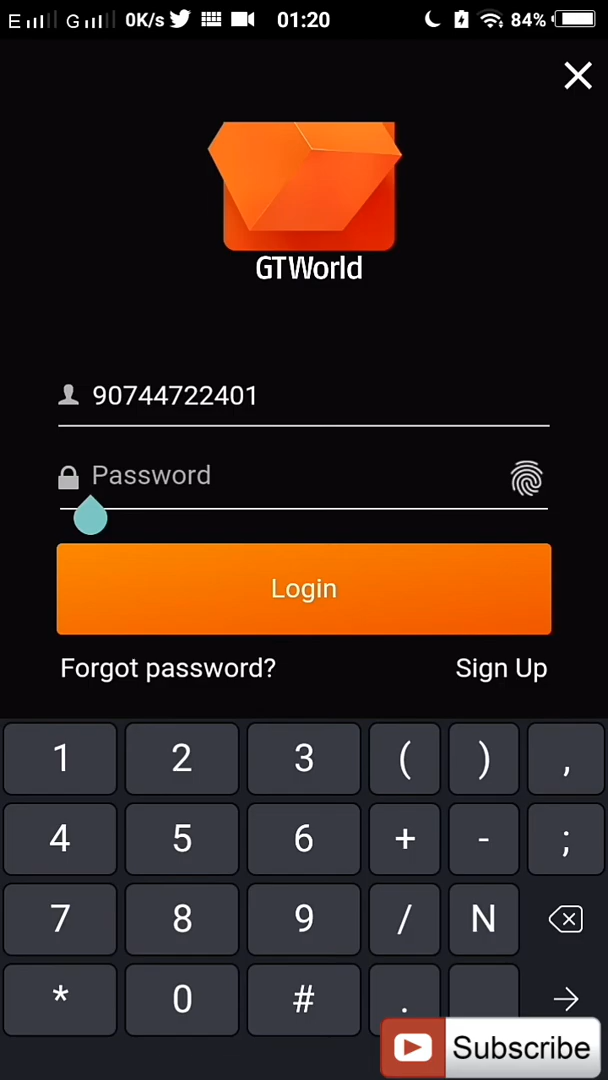 E G 0K/s 01:20 84%
GTWorld
90744722401
Password
Login
Forgot password? Sign Up
1 2 3 ( ) ,
4 5 6 + - ;
7 8 9 / N
* 0 # .
Subscribe